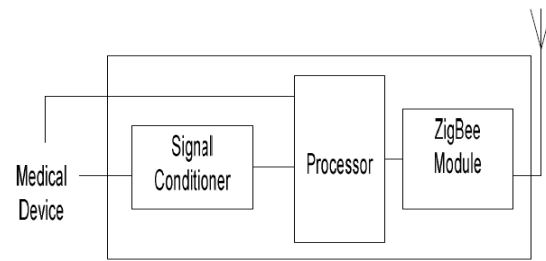 Medical
Device
Signal
Conditioner
Processor
ZigBee
Module